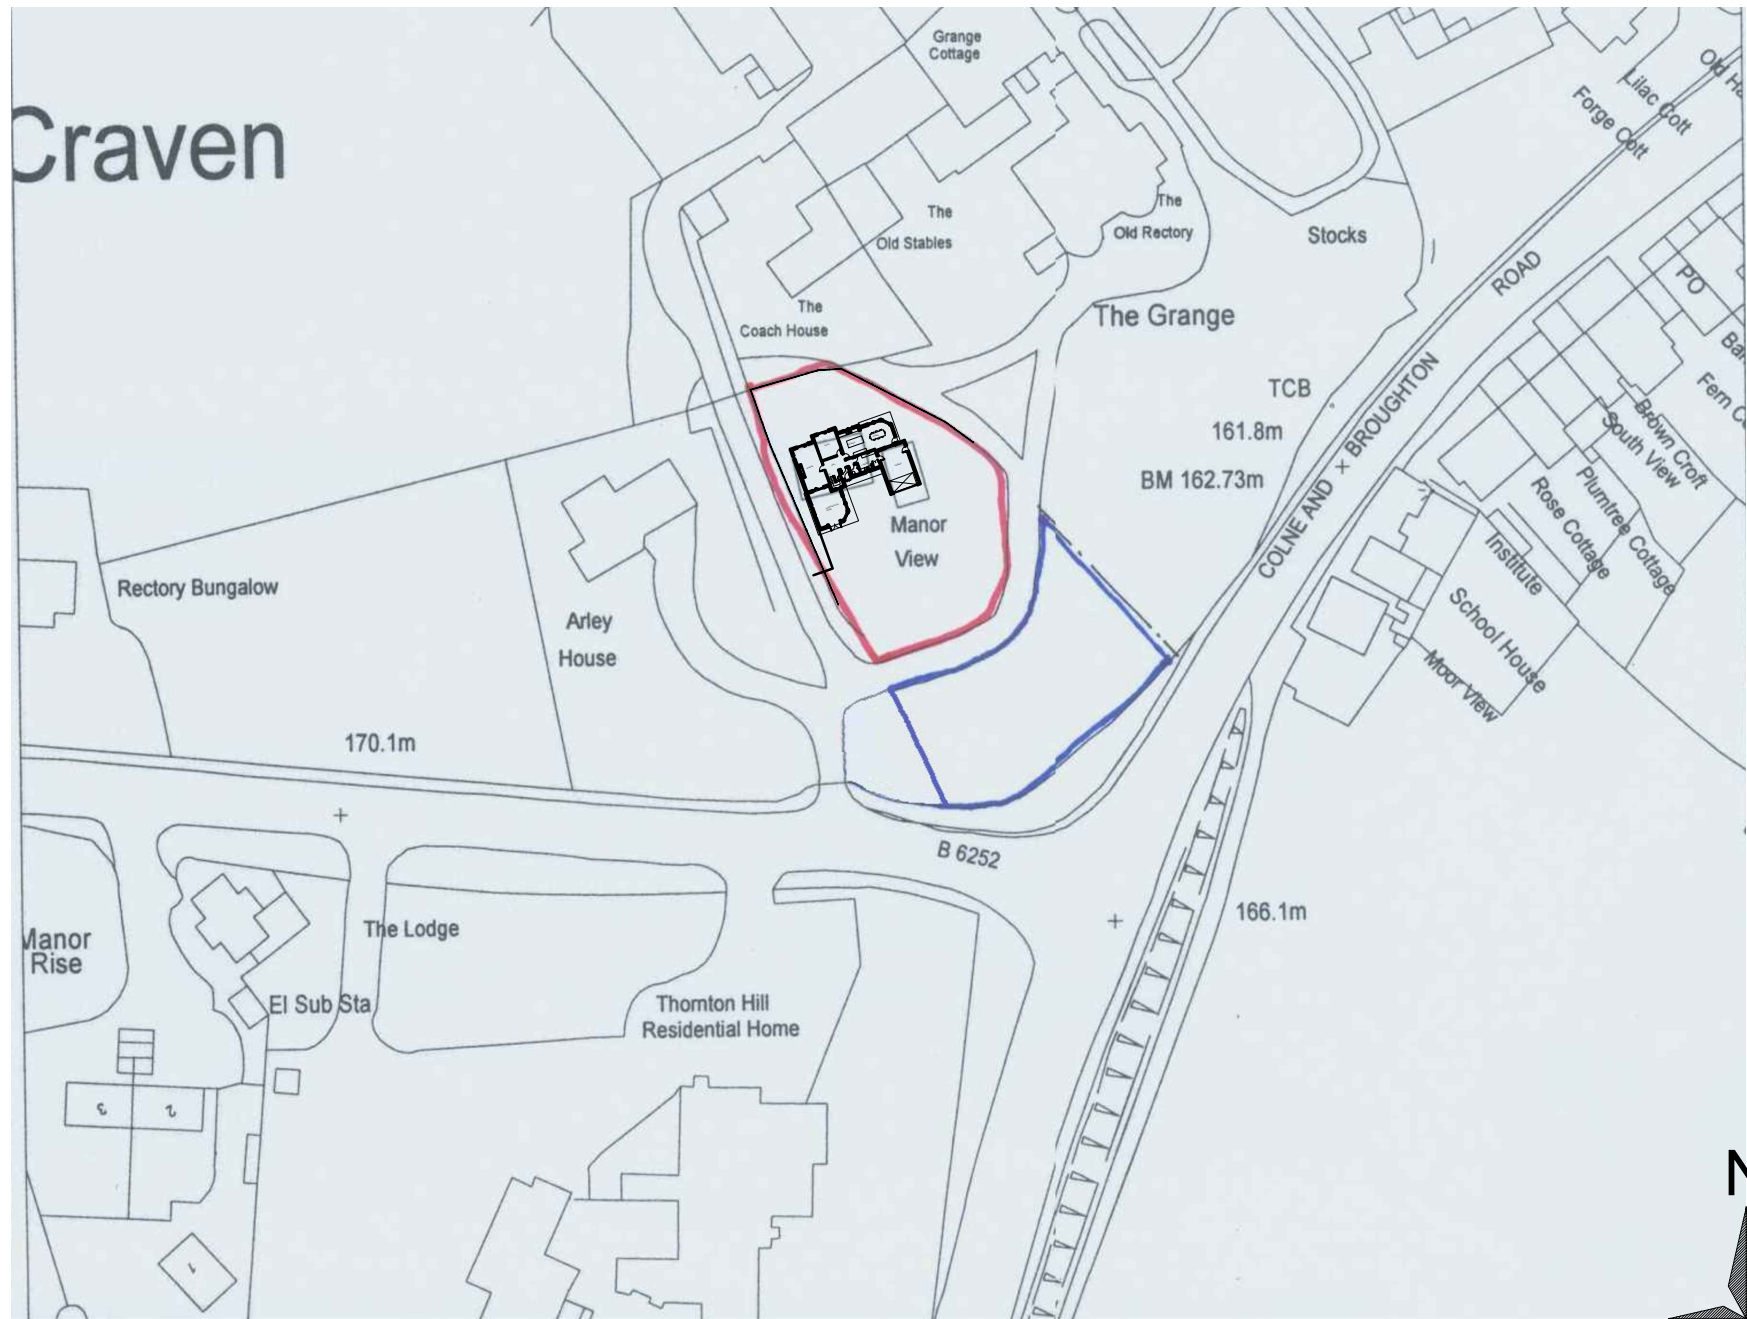 Grange
Cottage
Craven
Lilac Cott
Forge Cott
The
Old Stables
The
Old Rectory
Stocks
ROAD
PO
The
Coach House
The Grange
TCB
161.8m
BM 162.73m
COLNE AND × BROUGHTON
Brown Croft
South View
Plumtree Cottage
Rose Cottage
Institute
School House
Moor View
Manor
View
Rectory Bungalow
Arley
House
170.1m
B 6252
166.1m
The Lodge
Manor
Rise
El Sub Sta
Thornton Hill
Residential Home
3
2
1
N